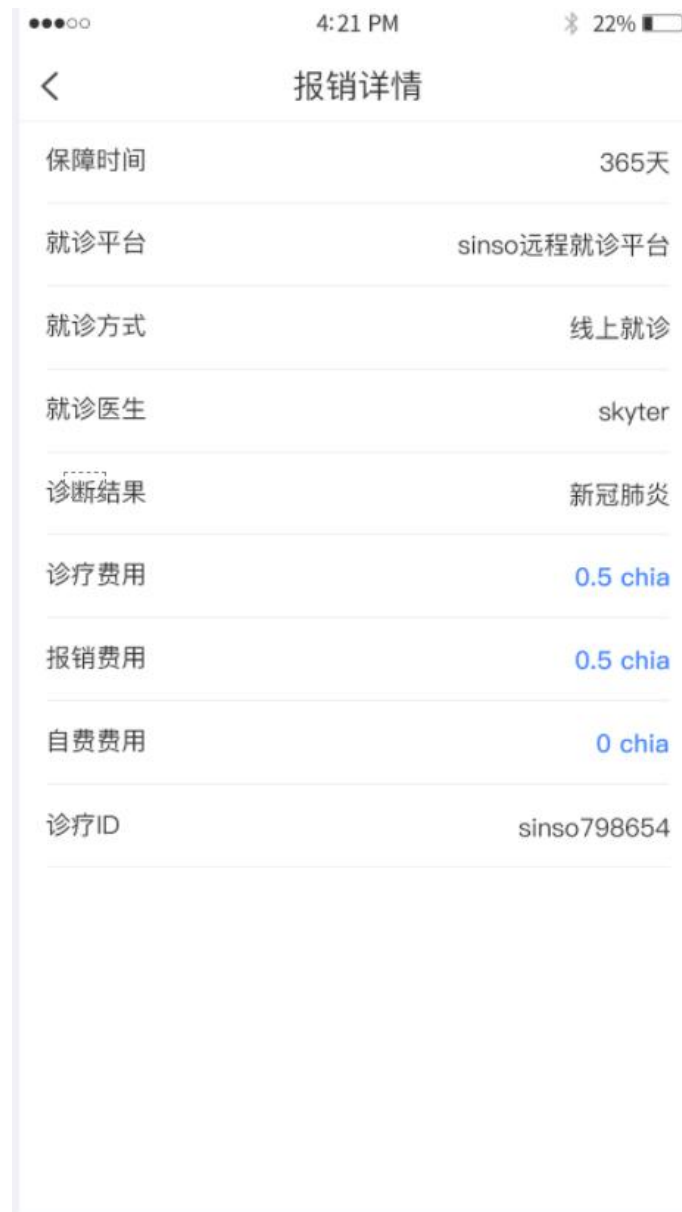 4:21 PM 22%
报销详情
保障时间 365天
就诊平台 sinso远程就诊平台
就诊方式 线上就诊
就诊医生 skyter
诊断结果 新冠肺炎
诊疗费用 0.5 chia
报销费用 0.5 chia
自费费用 0 chia
诊疗ID sinso798654